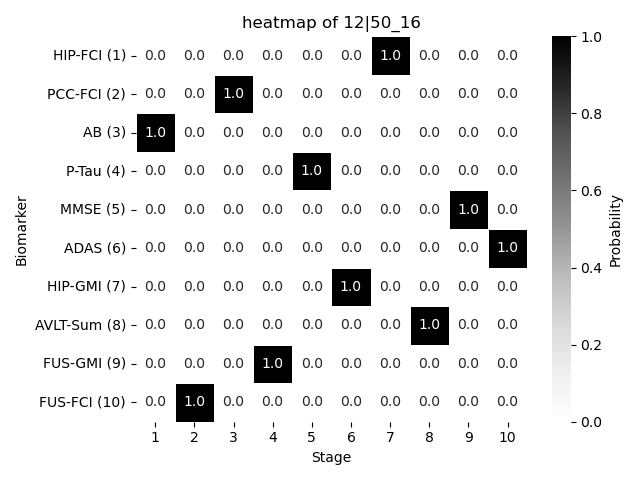 heatmap of 12|50_16
HIP-FCI (1) 0.0 0.0 0.0 0.0 0.0 0.0 1.0 0.0 0.0 0.0
PCC-FCI (2) 0.0 0.0 1.0 0.0 0.0 0.0 0.0 0.0 0.0 0.0
AB (3) 1.0 0.0 0.0 0.0 0.0 0.0 0.0 0.0 0.0 0.0
P-Tau (4) 0.0 0.0 0.0 0.0 1.0 0.0 0.0 0.0 0.0 0.0
MMSE (5) 0.0 0.0 0.0 0.0 0.0 0.0 0.0 0.0 1.0 0.0
ADAS (6) 0.0 0.0 0.0 0.0 0.0 0.0 0.0 0.0 0.0 1.0
HIP-GMI (7) 0.0 0.0 0.0 0.0 0.0 1.0 0.0 0.0 0.0 0.0
AVLT-Sum (8) 0.0 0.0 0.0 0.0 0.0 0.0 0.0 1.0 0.0 0.0
FUS-GMI (9) 0.0 0.0 0.0 1.0 0.0 0.0 0.0 0.0 0.0 0.0
FUS-FCI (10) 0.0 1.0 0.0 0.0 0.0 0.0 0.0 0.0 0.0 0.0
1 2 3 4 5 6 7 8 9 10
Stage
Biomarker
1.0
0.8
0.6
0.4
0.2
0.0
Probability